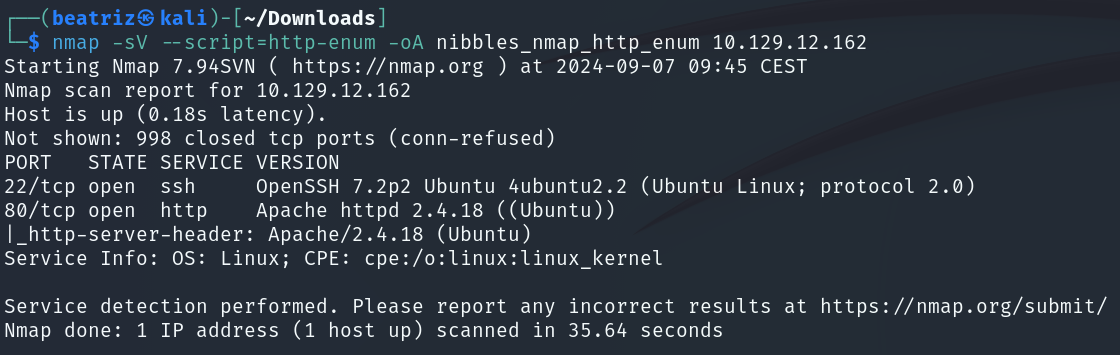 ┌──(beatriz㉿kali)-[~/Downloads]
└─$ nmap -sV --script=http-enum -oA nibbles_nmap_http_enum 10.129.12.162
Starting Nmap 7.94SVN ( https://nmap.org ) at 2024-09-07 09:45 CEST
Nmap scan report for 10.129.12.162
Host is up (0.18s latency).
Not shown: 998 closed tcp ports (conn-refused)
PORT   STATE SERVICE VERSION
22/tcp open  ssh     OpenSSH 7.2p2 Ubuntu 4ubuntu2.2 (Ubuntu Linux; protocol 2.0)
80/tcp open  http    Apache httpd 2.4.18 ((Ubuntu))
|_http-server-header: Apache/2.4.18 (Ubuntu)
Service Info: OS: Linux; CPE: cpe:/o:linux:linux_kernel

Service detection performed. Please report any incorrect results at https://nmap.org/submit/
Nmap done: 1 IP address (1 host up) scanned in 35.64 seconds